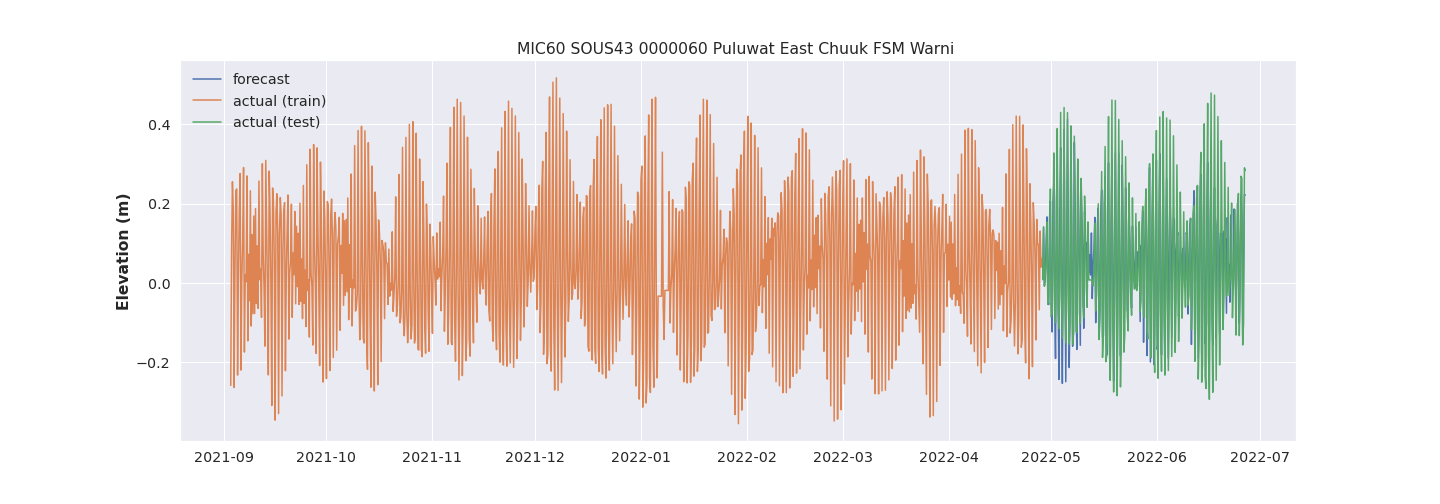 MIC60 SOUS43 0000060 Puluwat East Chuuk FSM Warni
forecast
actual (train)
actual (test)
Elevation (m)
0.4
0.2
0.0
−0.2
2021-09 2021-10 2021-11 2021-12 2022-01 2022-02 2022-03 2022-04 2022-05 2022-06 2022-07